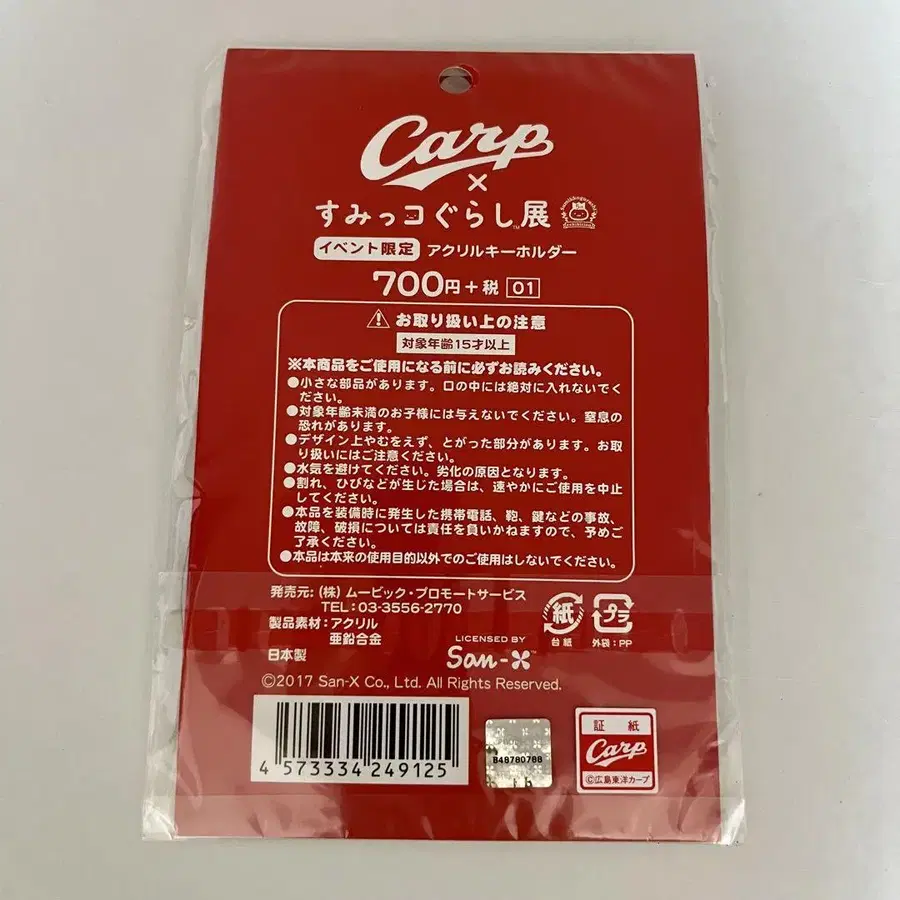 Carp
×
すみっコぐらし展™
イベント限定 アクリルキーホルダー
700円+税 01
⚠ お取り扱い上の注意
対象年齢15才以上
※本商品をご使用になる前に必ずお読みください。
●小さな部品があります。口の中には絶対に入れないでく
ださい。
●対象年齢未満のお子様には与えないでください。窒息の
恐れがあります。
●デザイン上やむをえず、とがった部分があります。お取
り扱いにはご注意ください。
●水気を避けてください。劣化の原因となります。
●割れ、ひびなどが生じた場合は、速やかにご使用を中止
してください。
●本品を装備時に発生した携帯電話、鞄、鍵などの事故、
故障、破損については責任を負いかねますので、予めご
了承ください。
●本品は本来の使用目的以外でのご使用はしないでください。
発売元:(株)ムービック・プロモートサービス
TEL:03-3556-2770
製品素材:アクリル
亜鉛合金
日本製
紙
台紙
プラ
外袋:PP
LICENSED BY
San-X™
©2017 San-X Co., Ltd. All Rights Reserved.
4 573334 249125
848780788
証紙
Carp
©広島東洋カープ